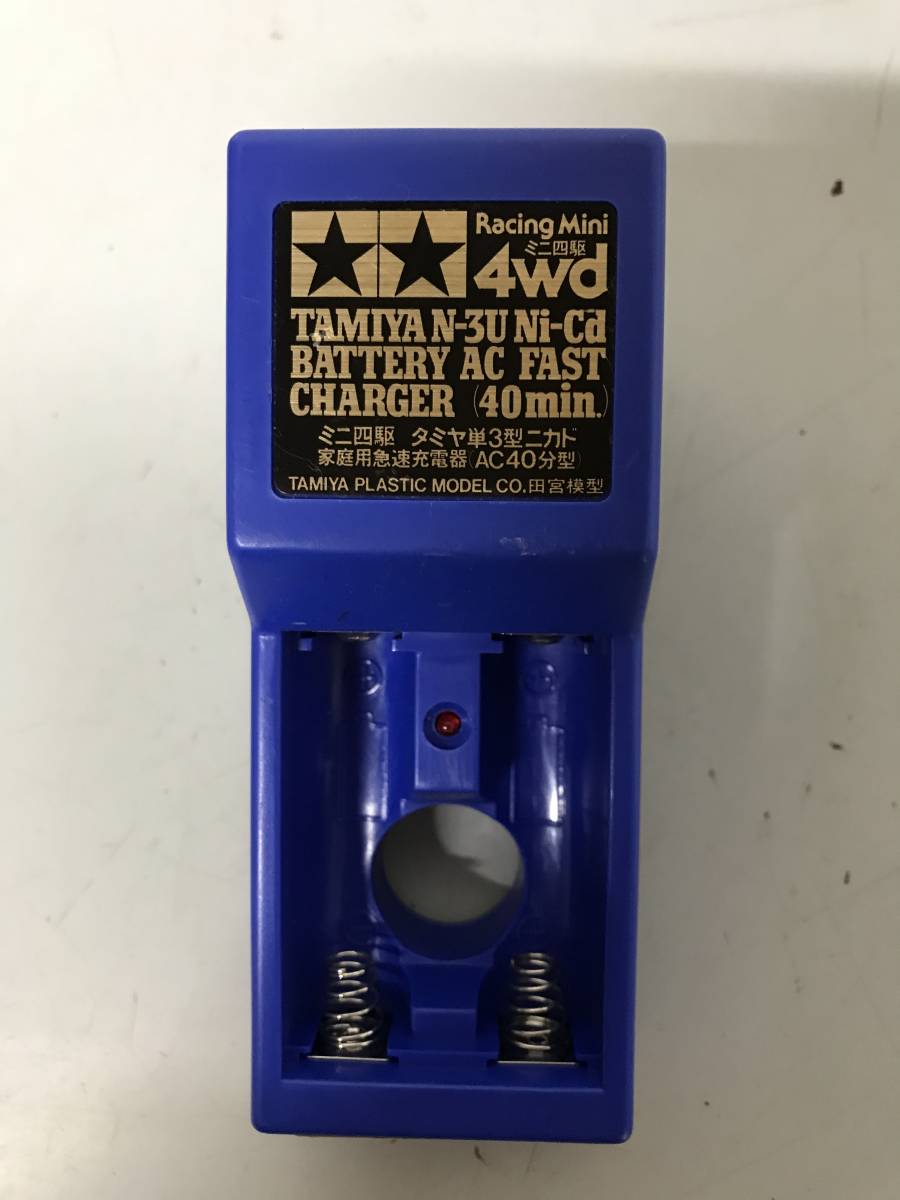 Racing Mini
ミニ四駆
4wd
TAMIYA N-3U Ni-Cd
BATTERY AC FAST
CHARGER (40min.)
ミニ四駆 タミヤ単3型ニカド
家庭用急速充電器(AC40分型)
TAMIYA PLASTIC MODEL CO.田宮模型